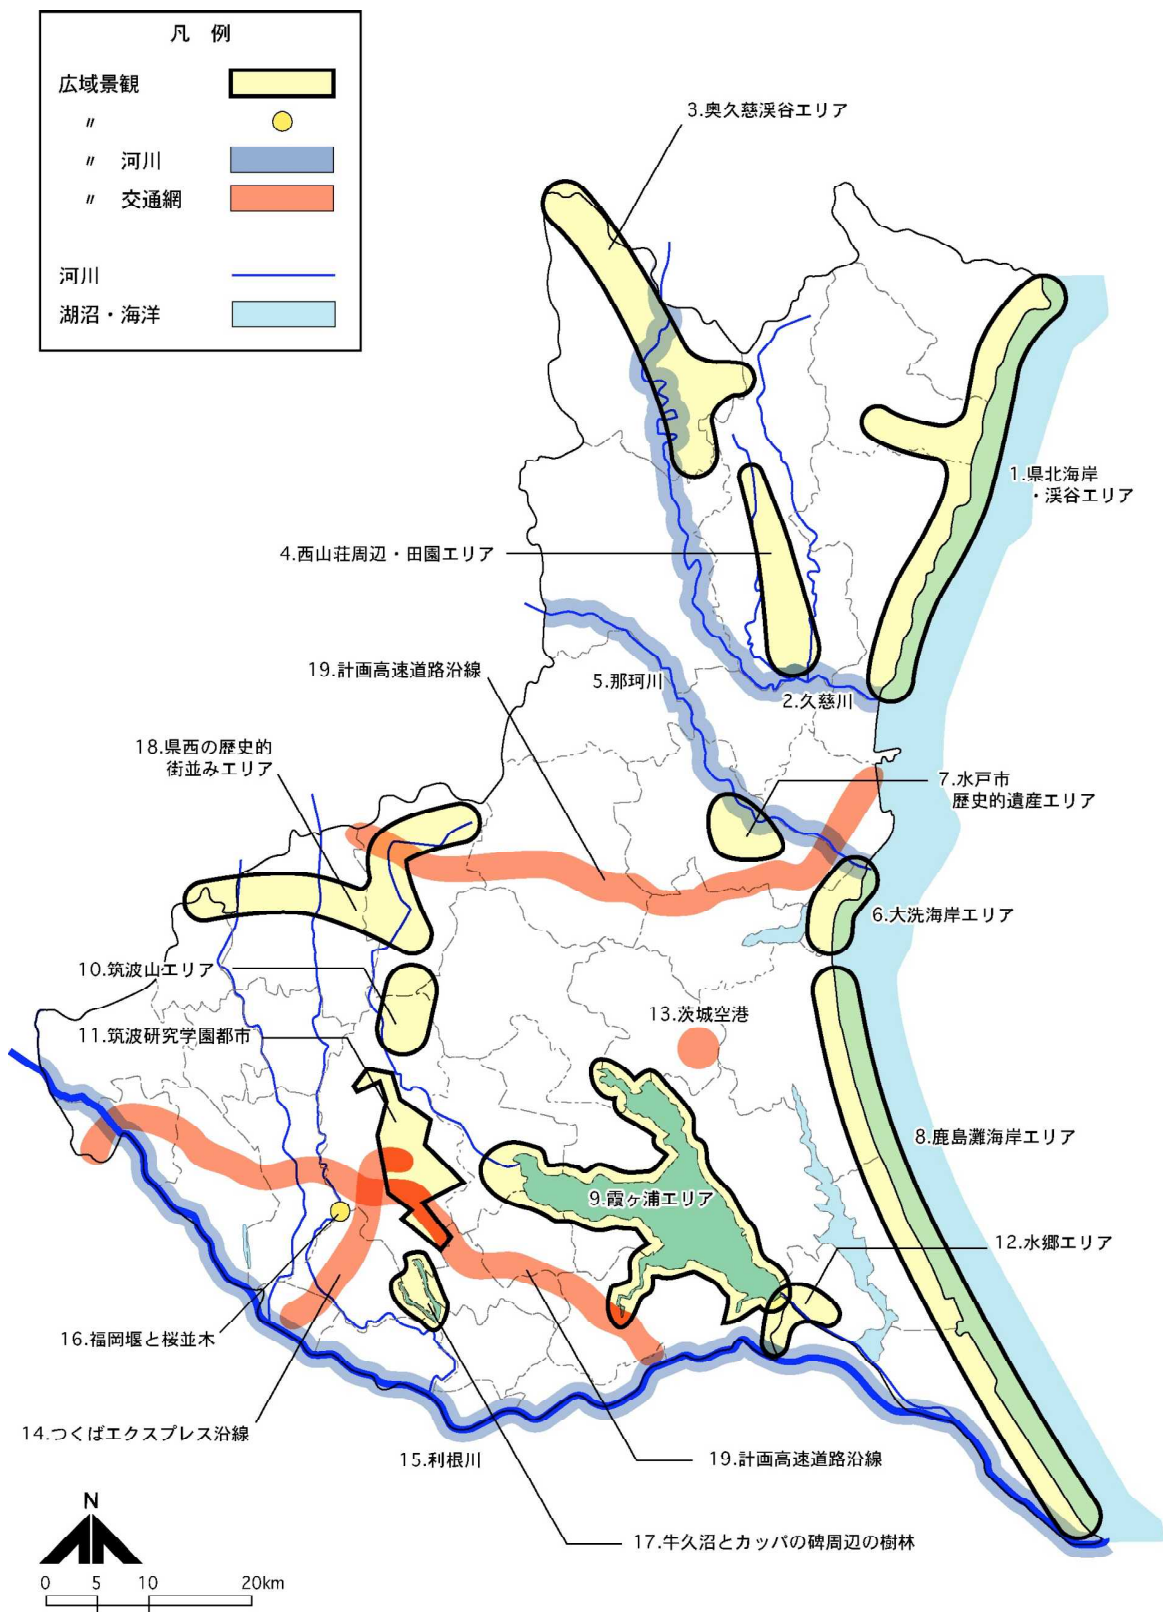 凡 例
広域景観
〃
〃 河川
〃 交通網
河川
湖沼・海洋
3.奥久慈渓谷エリア
1.県北海岸
・渓谷エリア
4.西山荘周辺・田園エリア
19.計画高速道路沿線
5.那珂川
2.久慈川
18.県西の歴史的
街並みエリア
7.水戸市
歴史的遺産エリア
6.大洗海岸エリア
10.筑波山エリア
13.茨城空港
11.筑波研究学園都市
8.鹿島灘海岸エリア
9.霞ヶ浦エリア
12.水郷エリア
16.福岡堰と桜並木
14.つくばエクスプレス沿線
15.利根川
19.計画高速道路沿線
17.牛久沼とカッパの碑周辺の樹林
N
0 5 10 20km